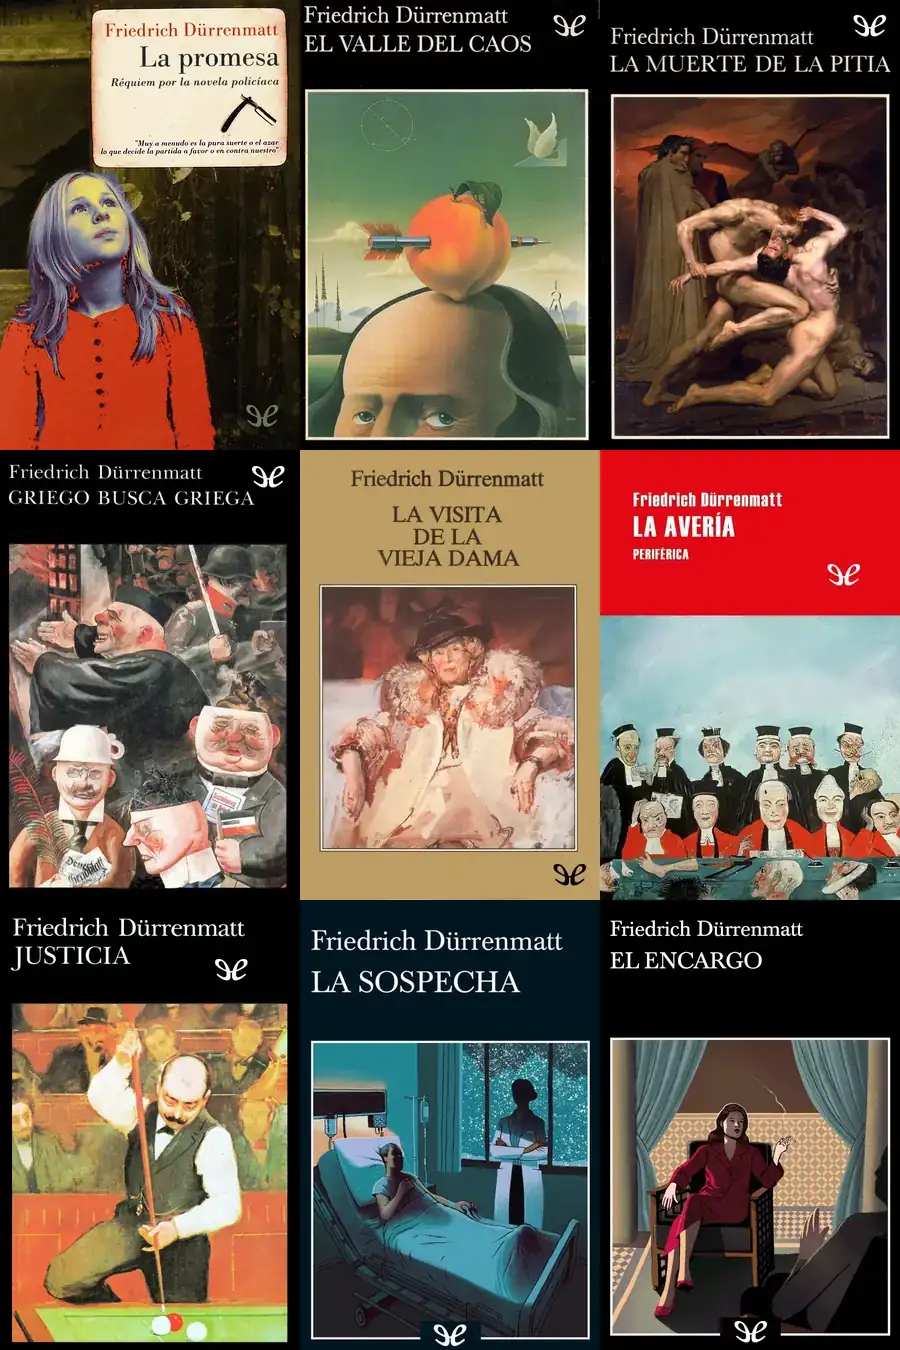 Friedrich Dürrenmatt
La promesa
Réquiem por la novela policíaca
"Muy a menudo es la pura suerte o el azar
lo que decide la partida a favor o en contra nuestro"
Friedrich Dürrenmatt
EL VALLE DEL CAOS
Friedrich Dürrenmatt
LA MUERTE DE LA PITIA
Friedrich Dürrenmatt
GRIEGO BUSCA GRIEGA
Friedrich Dürrenmatt
LA VISITA
DE LA
VIEJA DAMA
Friedrich Dürrenmatt
LA AVERÍA
PERIFÉRICA
Friedrich Dürrenmatt
JUSTICIA
Friedrich Dürrenmatt
LA SOSPECHA
Friedrich Dürrenmatt
EL ENCARGO